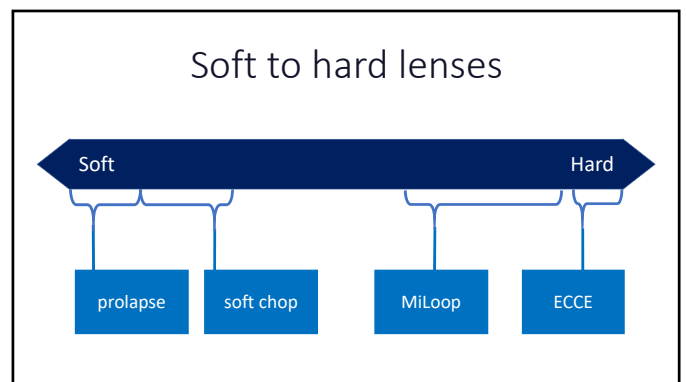 Soft to hard lenses
Soft Hard
prolapse soft chop MiLoop ECCE